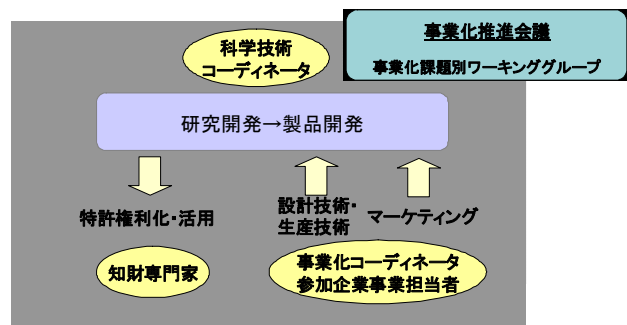 科学技術
コーディネータ
事業化推進会議
事業化課題別ワーキンググループ
研究開発→製品開発
特許権利化・活用
設計技術・
生産技術
マーケティング
知財専門家
事業化コーディネータ
参加企業事業担当者